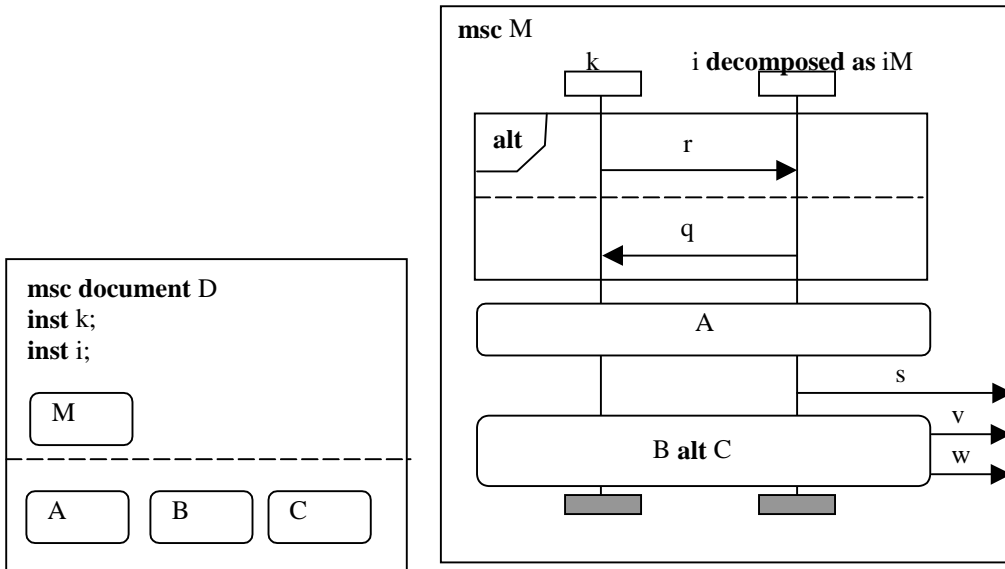 msc document D
inst k;
inst i;
M
A
B
C
msc M
k
i decomposed as iM
alt
r
q
A
s
v
B alt C
w